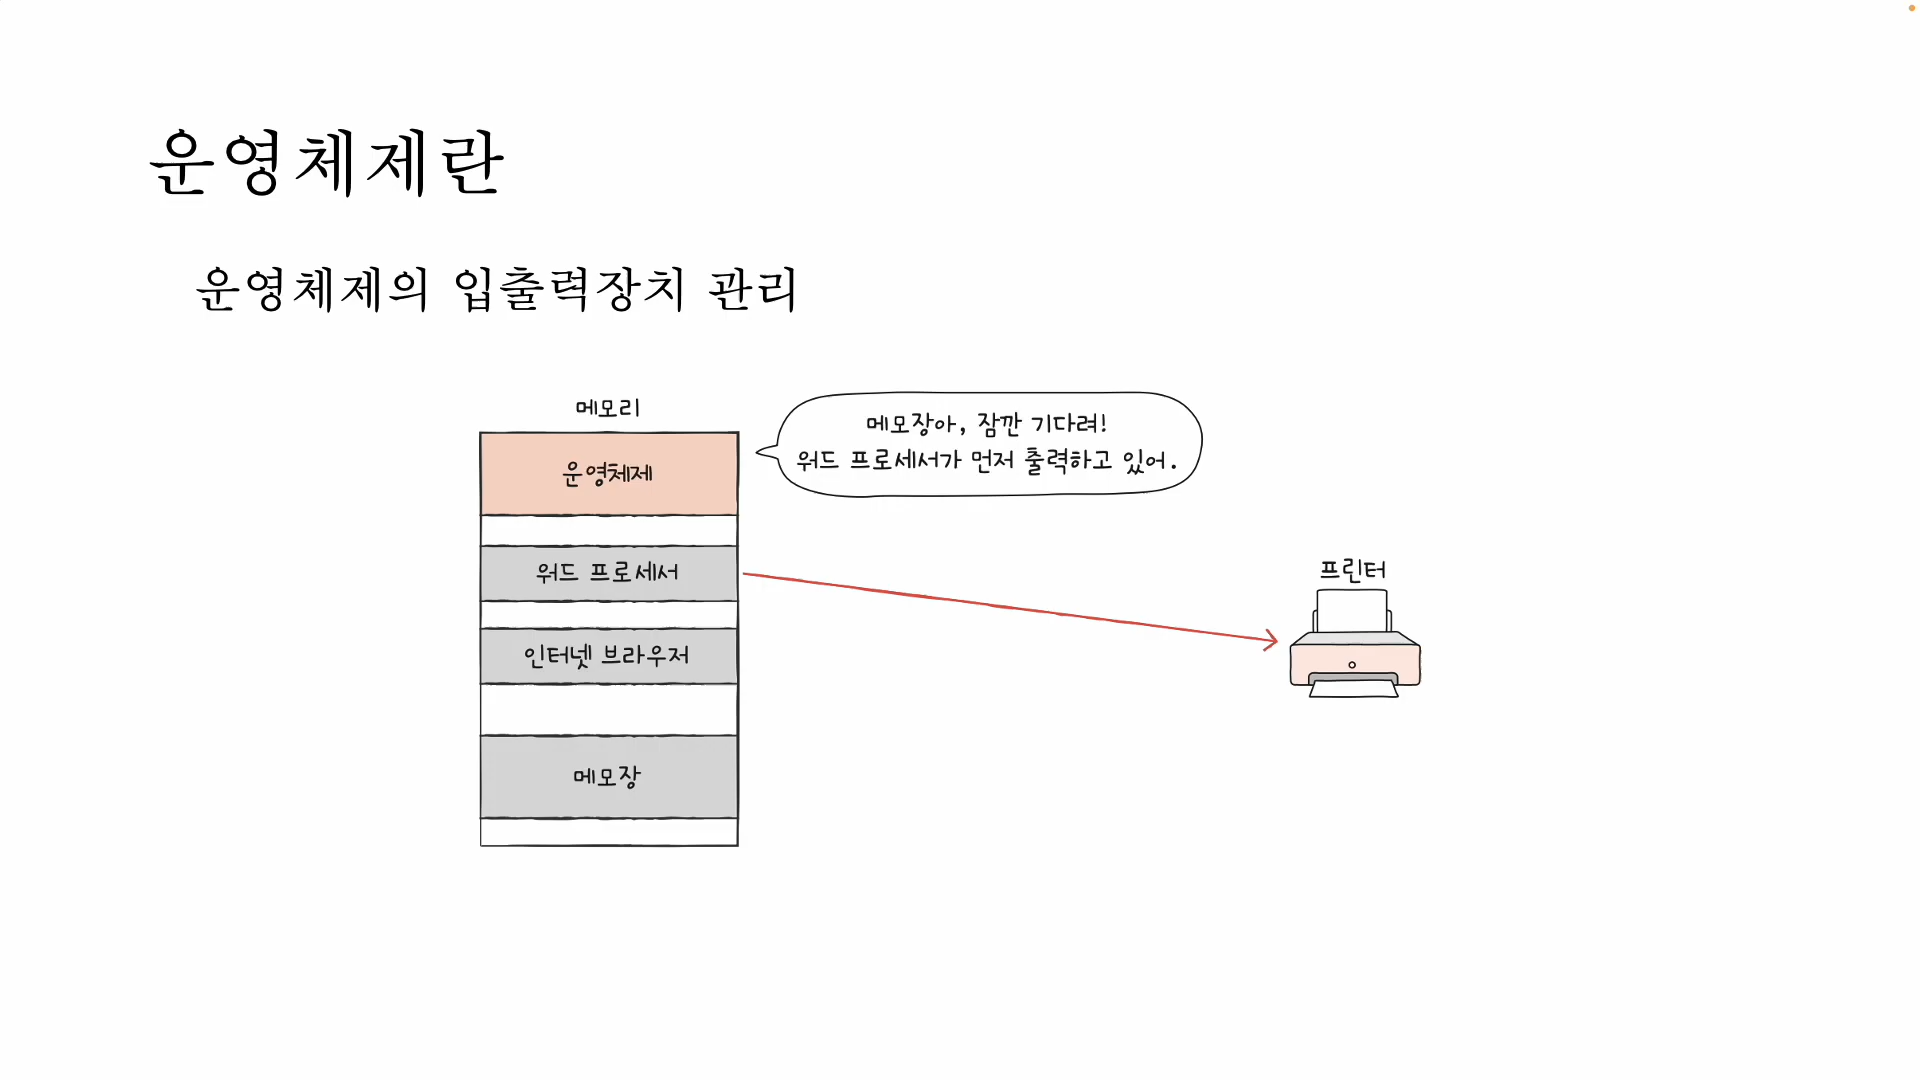 운영체제란
운영체제의 입출력장치 관리
메모리
운영체제
메모장아, 잠깐 기다려!
워드 프로세서가 먼저 출력하고 있어.
워드 프로세서
인터넷 브라우저
메모장
프린터